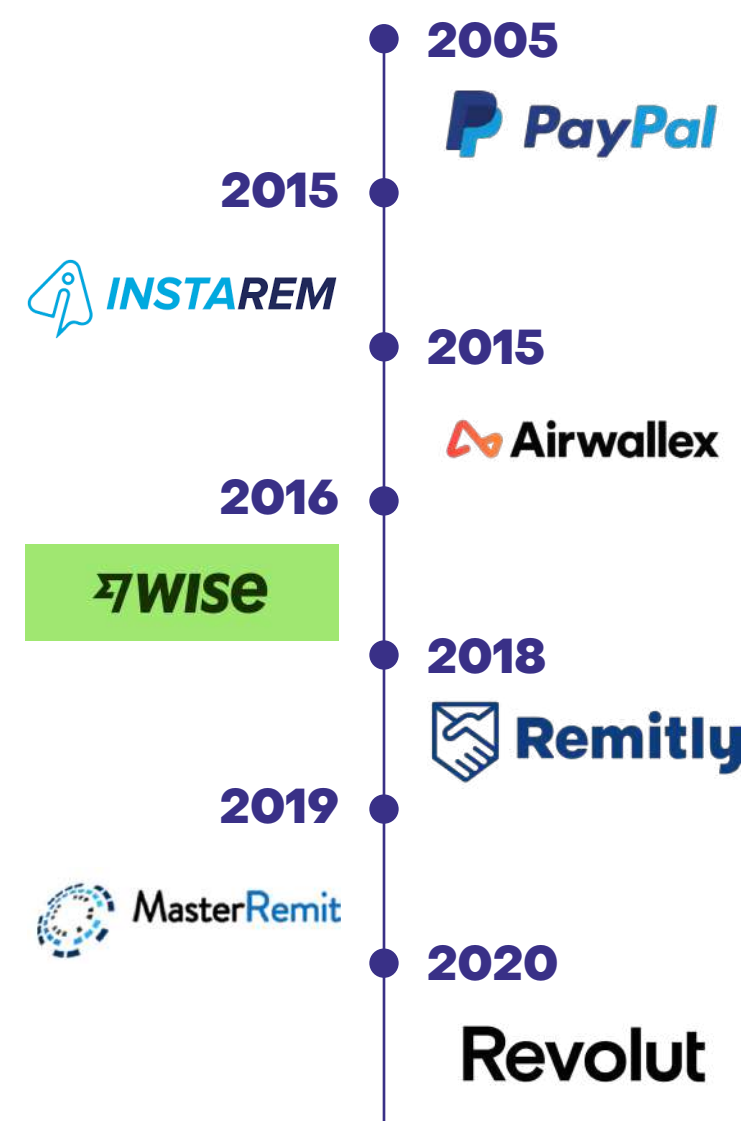 2005
PayPal
2015
INSTAREM
2015
Airwallex
2016
wise
2018
Remitly
2019
MasterRemit
2020
Revolut